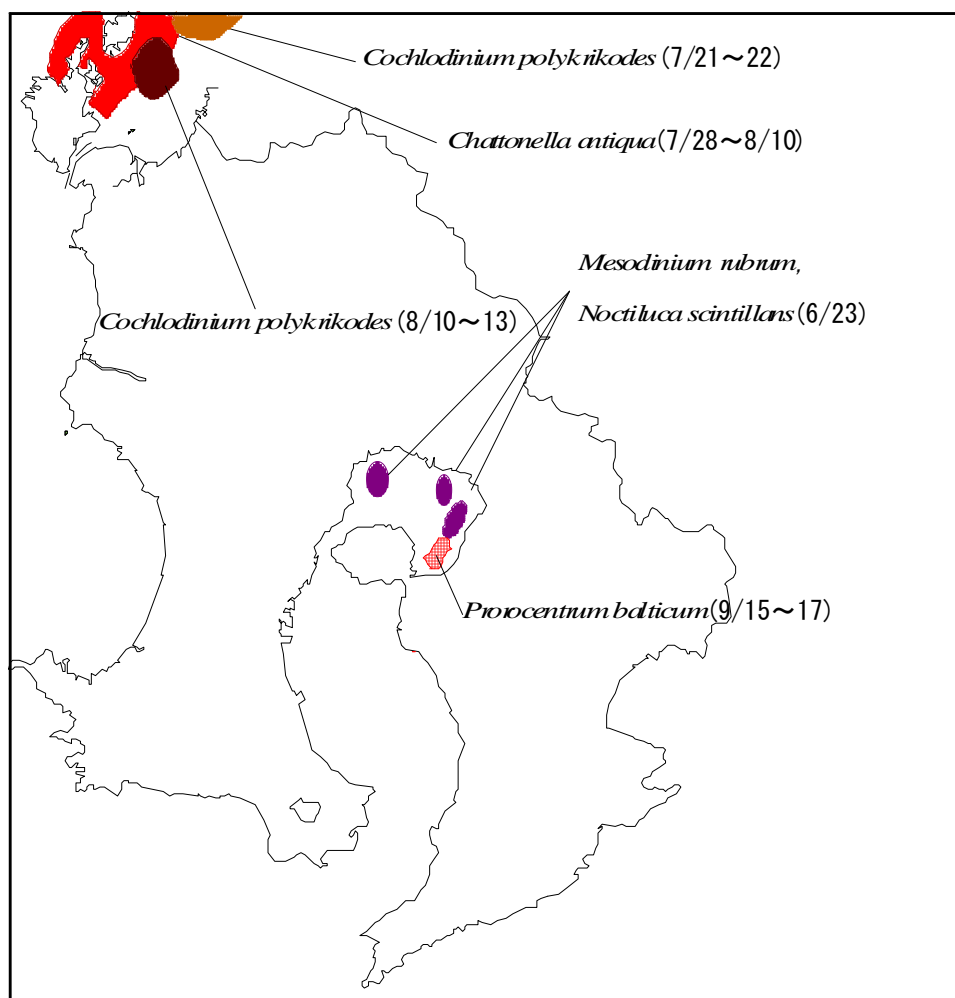 Cochlodinium polykrikodes (7/21～22)
Chattonella antiqua(7/28～8/10)
Mesodinium rubrum,
Noctiluca scintillans(6/23)
Cochlodinium polykrikodes(8/10～13)
Prorocentrum balticum(9/15～17)